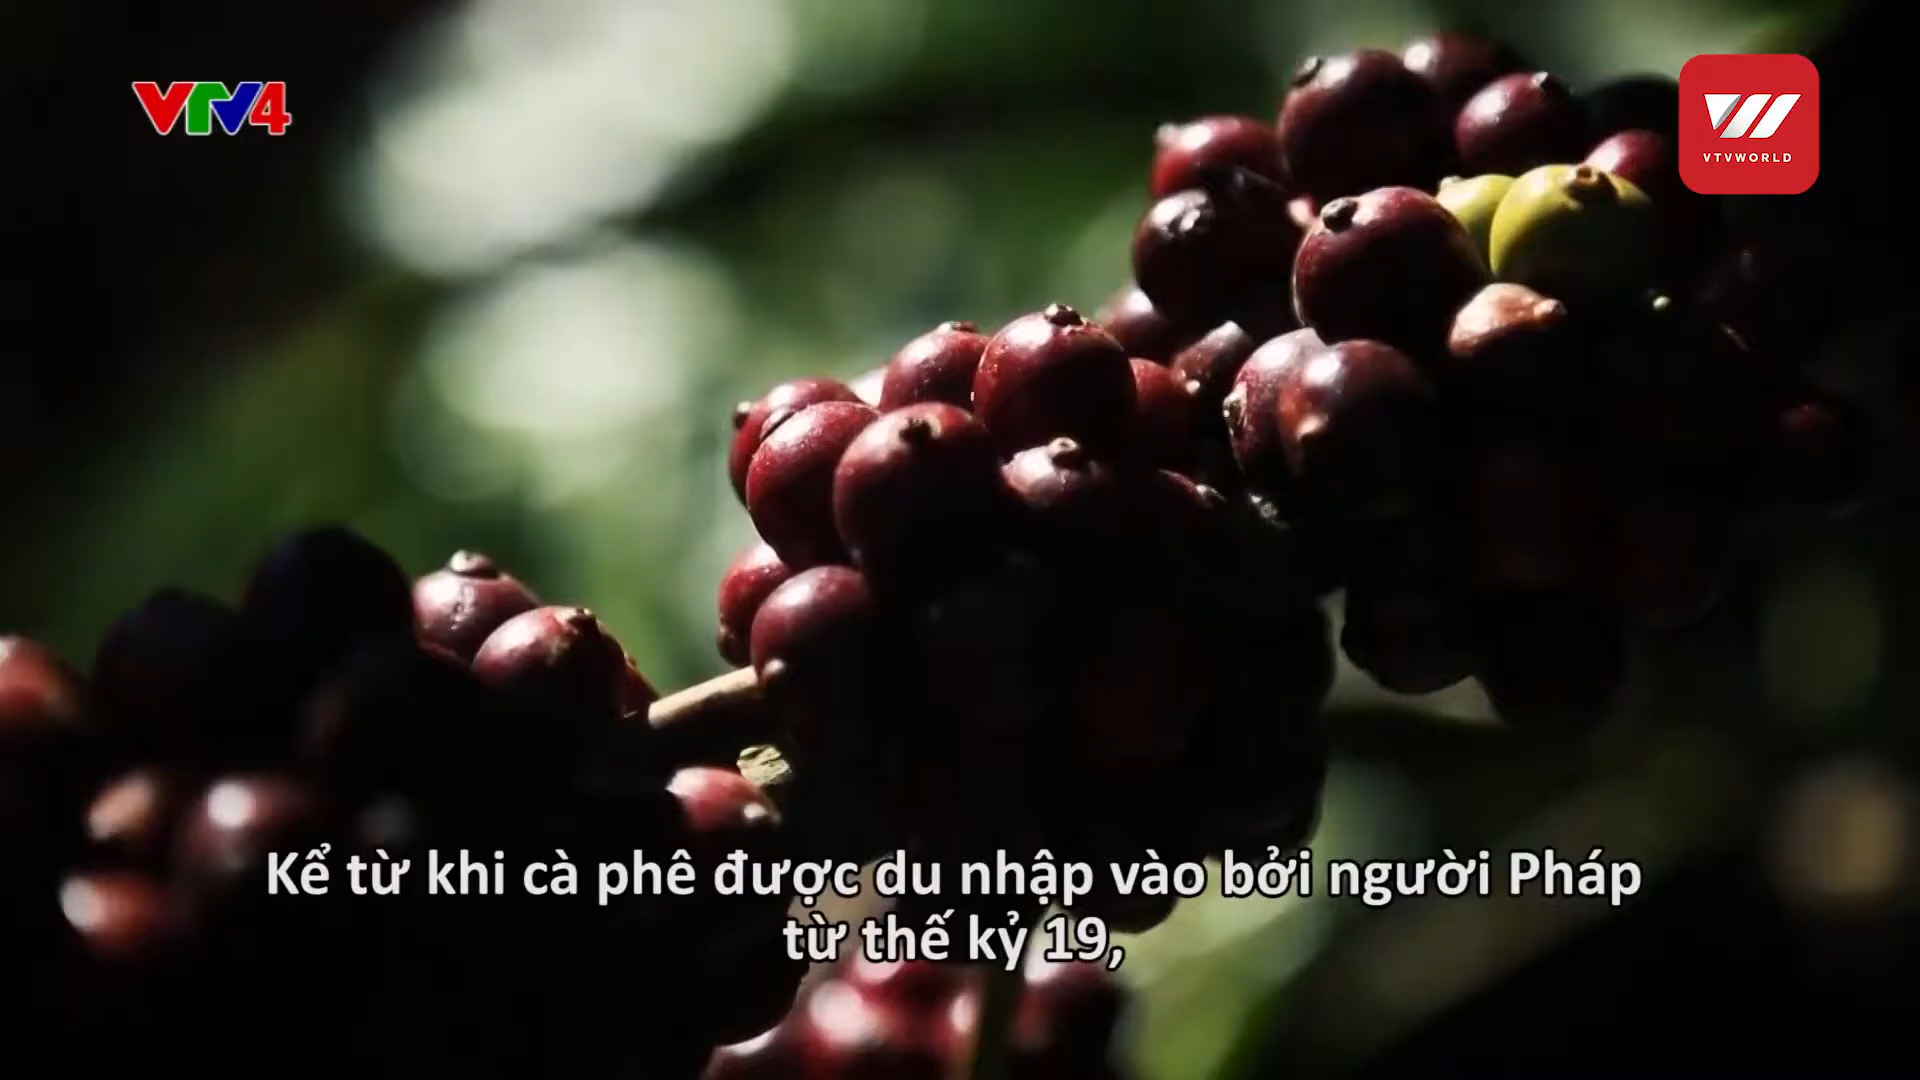 VTV4
VTVWORLD
Kể từ khi cà phê được du nhập vào bởi người Pháp
từ thế kỷ 19,